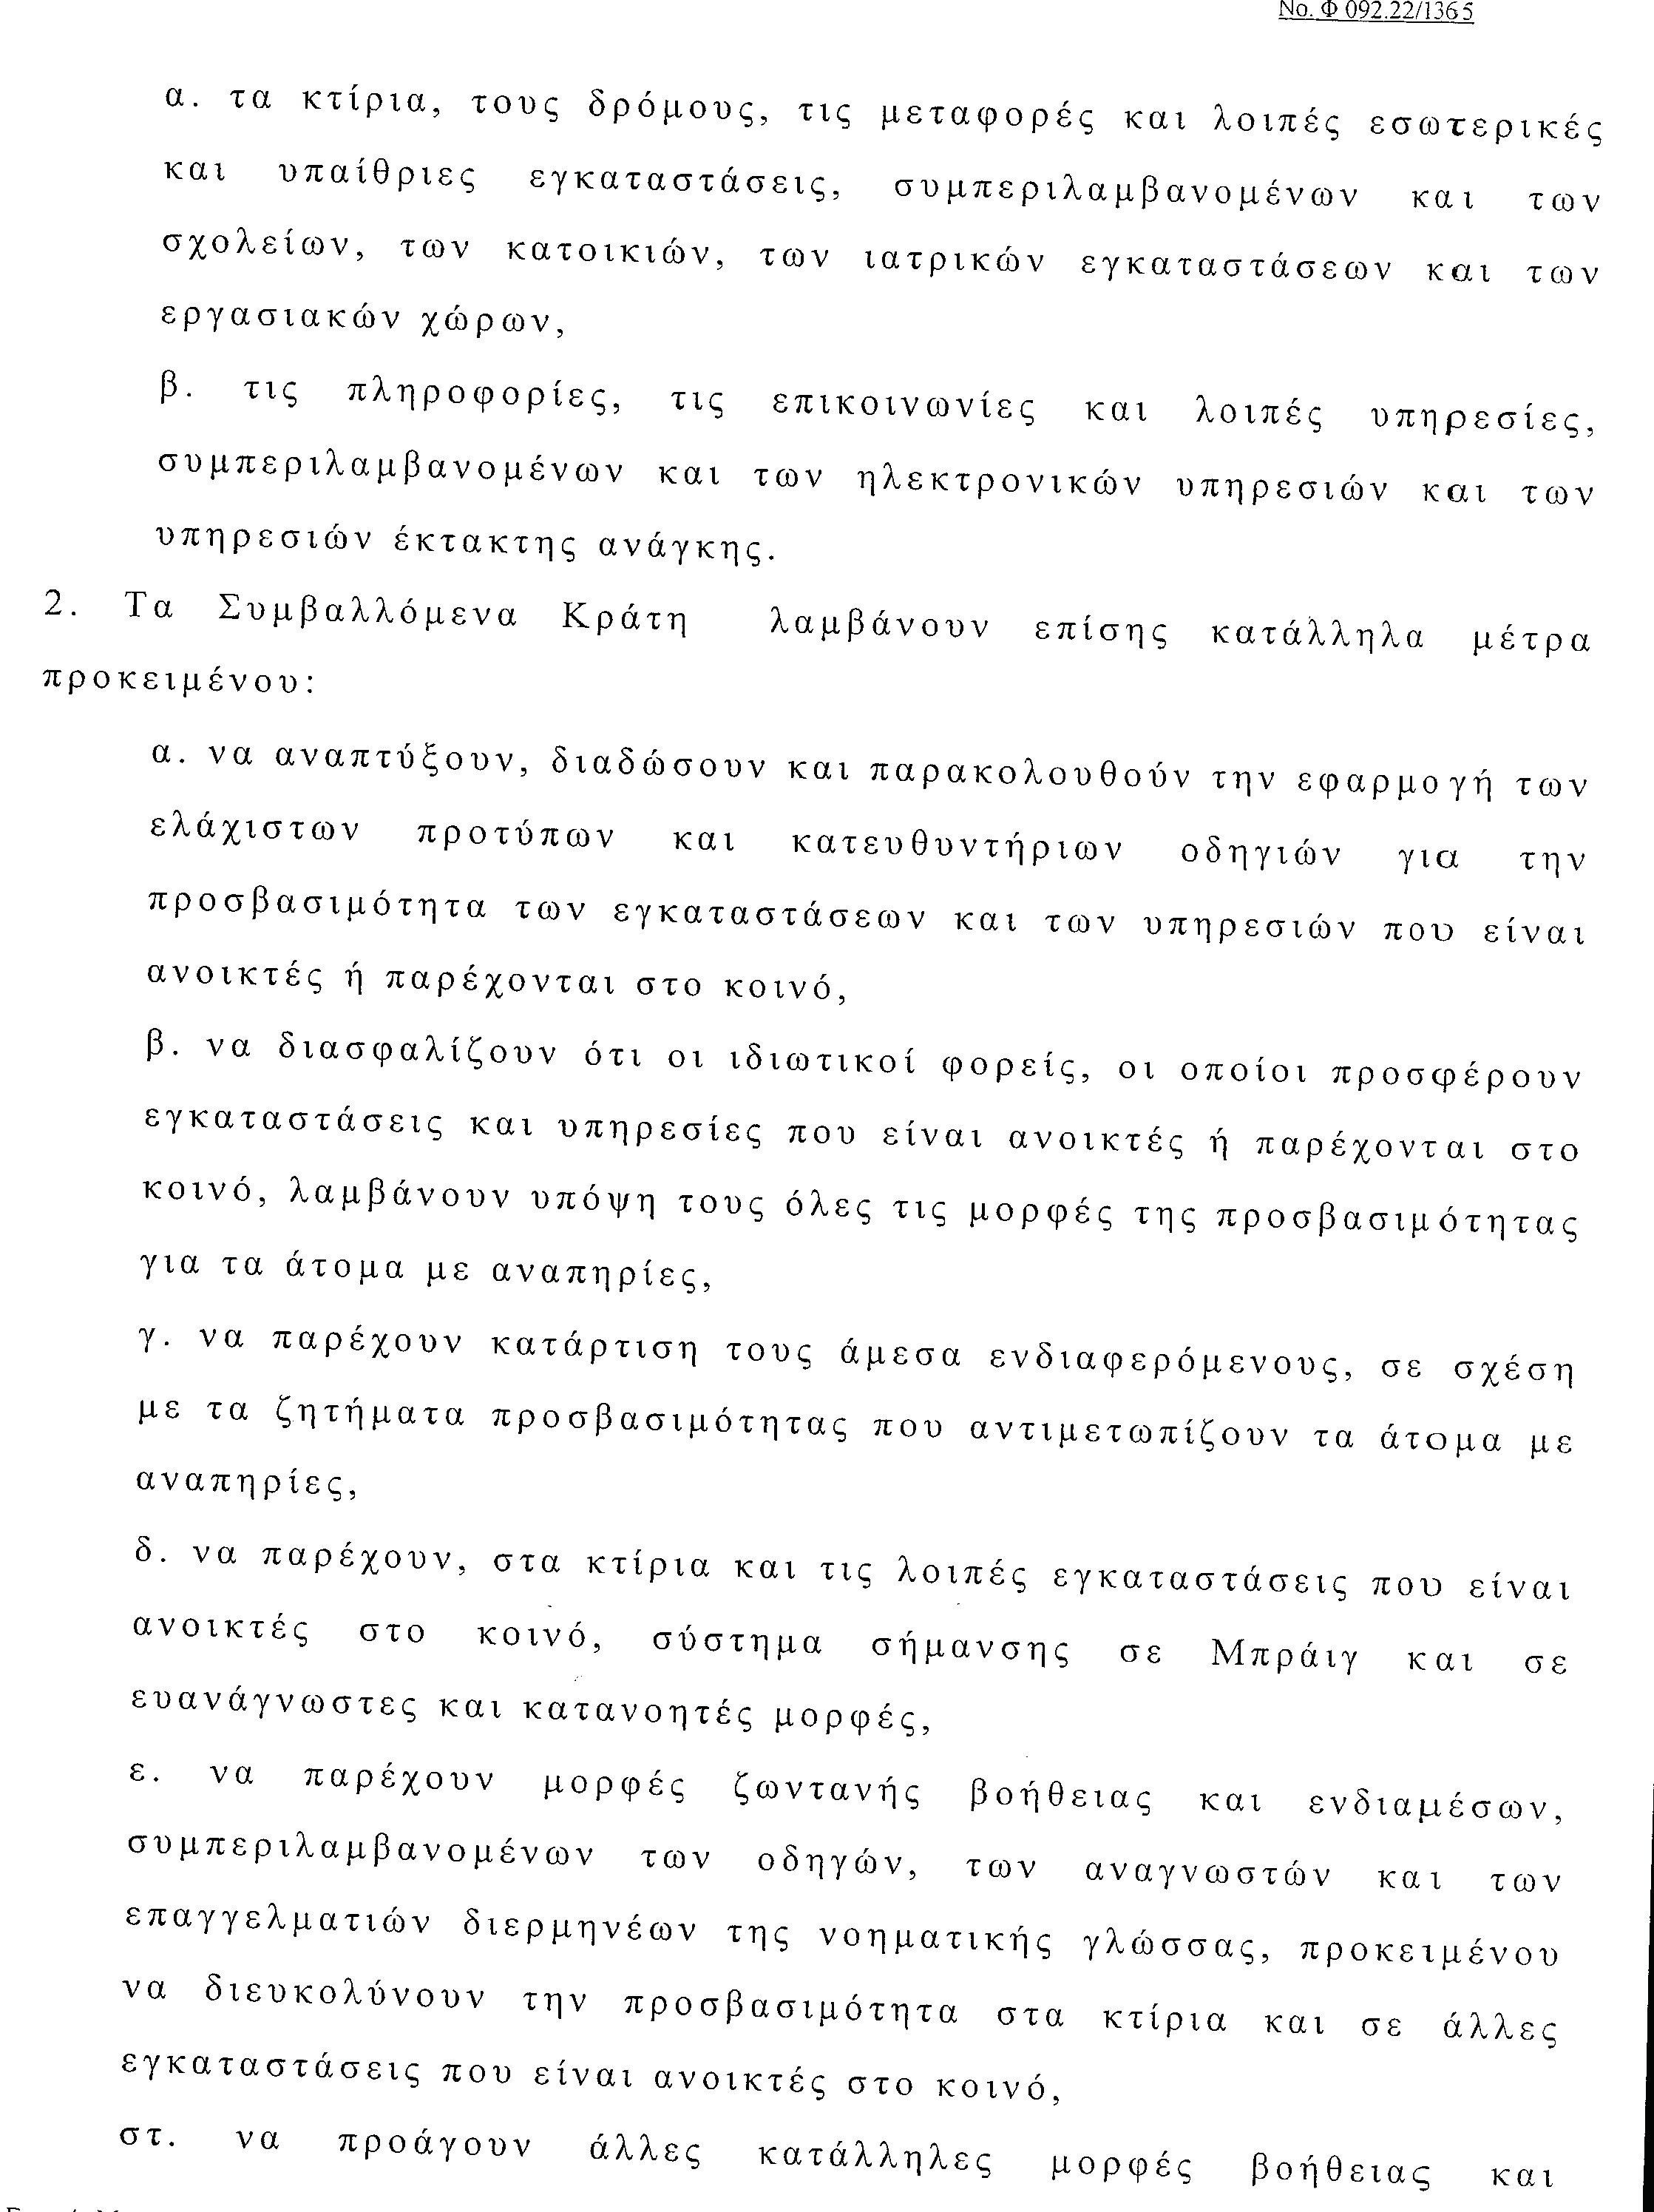 No. Φ 092.22/1365
α. τα κτίρια, τους δρόμους, τις μεταφορές και λοιπές εσωτερικές
και υπαίθριες εγκαταστάσεις, συμπεριλαμβανομένων και των
σχολείων, των κατοικιών, των ιατρικών εγκαταστάσεων και των
εργασιακών χώρων,
β. τις πληροφορίες, τις επικοινωνίες και λοιπές υπηρεσίες,
συμπεριλαμβανομένων και των ηλεκτρονικών υπηρεσιών και των
υπηρεσιών έκτακτης ανάγκης.
2. Τα Συμβαλλόμενα Κράτη λαμβάνουν επίσης κατάλληλα μέτρα
προκειμένου:
α. να αναπτύξουν, διαδώσουν και παρακολουθούν την εφαρμογή των
ελάχιστων προτύπων και κατευθυντήριων οδηγιών για την
προσβασιμότητα των εγκαταστάσεων και των υπηρεσιών που είναι
ανοικτές ή παρέχονται στο κοινό,
β. να διασφαλίζουν ότι οι ιδιωτικοί φορείς, οι οποίοι προσφέρουν
εγκαταστάσεις και υπηρεσίες που είναι ανοικτές ή παρέχονται στο
κοινό, λαμβάνουν υπόψη τους όλες τις μορφές της προσβασιμότητας
για τα άτομα με αναπηρίες,
γ. να παρέχουν κατάρτιση τους άμεσα ενδιαφερόμενους, σε σχέση
με τα ζητήματα προσβασιμότητας που αντιμετωπίζουν τα άτομα με
αναπηρίες,
δ. να παρέχουν, στα κτίρια και τις λοιπές εγκαταστάσεις που είναι
ανοικτές στο κοινό, σύστημα σήμανσης σε Μπράιγ και σε
ευανάγνωστες και κατανοητές μορφές,
ε. να παρέχουν μορφές ζωντανής βοήθειας και ενδιαμέσων,
συμπεριλαμβανομένων των οδηγών, των αναγνωστών και των
επαγγελματιών διερμηνέων της νοηματικής γλώσσας, προκειμένου
να διευκολύνουν την προσβασιμότητα στα κτίρια και σε άλλες
εγκαταστάσεις που είναι ανοικτές στο κοινό,
στ. να προάγουν άλλες κατάλληλες μορφές βοήθειας και